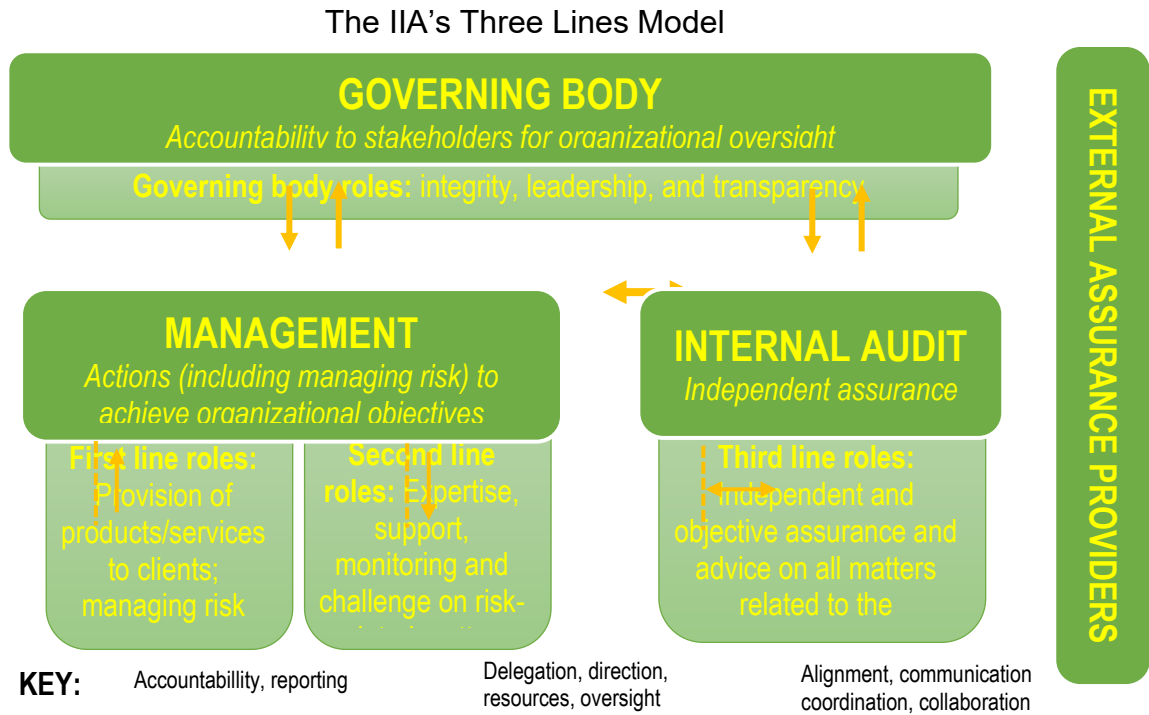 The IIA's Three Lines Model
GOVERNING BODY
Accountability to stakeholders for organizational oversight
Governing body roles: integrity, leadership, and transparency
MANAGEMENT
Actions (including managing risk) to
achieve organizational objectives
First line roles:
Provision of
products/services
to clients;
managing risk
Second line
roles: Expertise,
support,
monitoring and
challenge on risk-
INTERNAL AUDIT
Independent assurance
Third line roles:
Independent and
objective assurance and
advice on all matters
related to the
EXTERNAL ASSURANCE PROVIDERS
KEY:
Accountabillity, reporting
Delegation, direction,
resources, oversight
Alignment, communication
coordination, collaboration